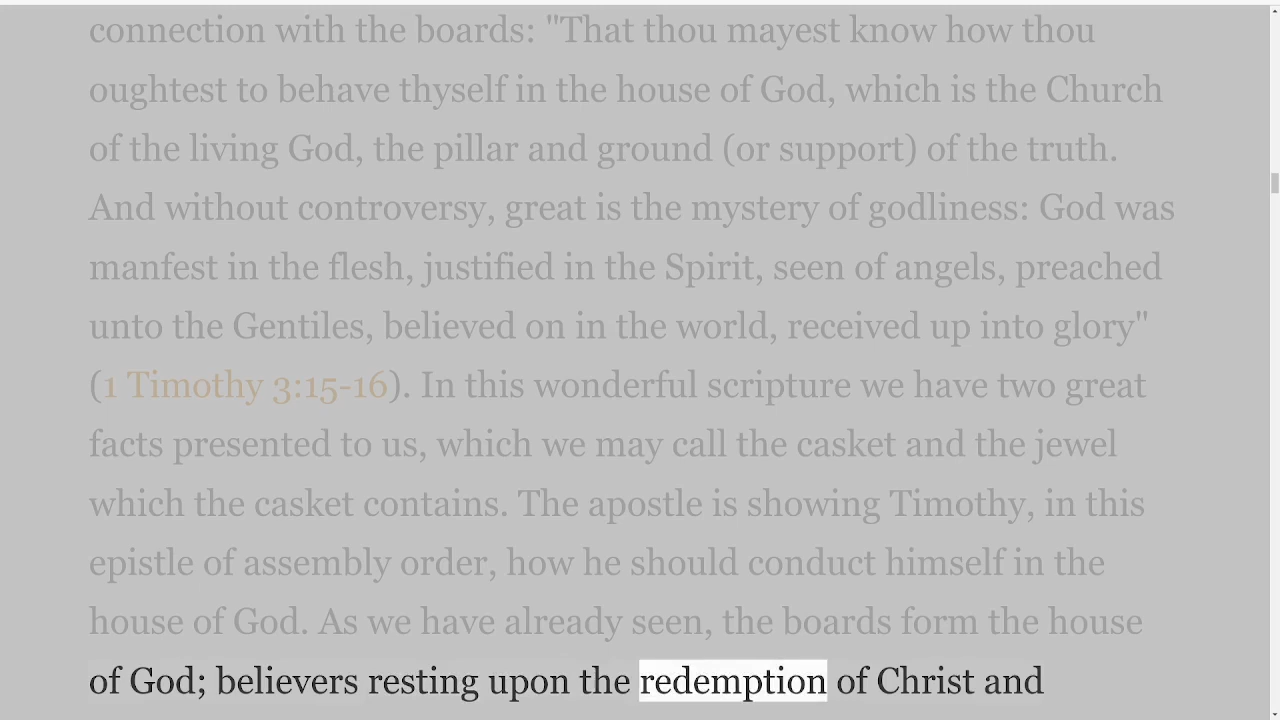 connection with the boards: "That thou mayest know how thou
oughtest to behave thyself in the house of God, which is the Church
of the living God, the pillar and ground (or support) of the truth.
And without controversy, great is the mystery of godliness: God was
manfest in the flesh, justified in the Spirit, seen of angels, preached
unto the Gentiles, believed on in the world, received up into glory"
(1 Timothy 3:15-16). In this wonderful scripture we have two great
facts presented to us, which we may call the casket and the jewel
which the casket contains. The apostle is showing Timothy, in this
epistle of assembly order, how he should conduct himself in the
house of God. As we have already seen, the boards form the house
of God; believers resting upon the redemption of Christ and